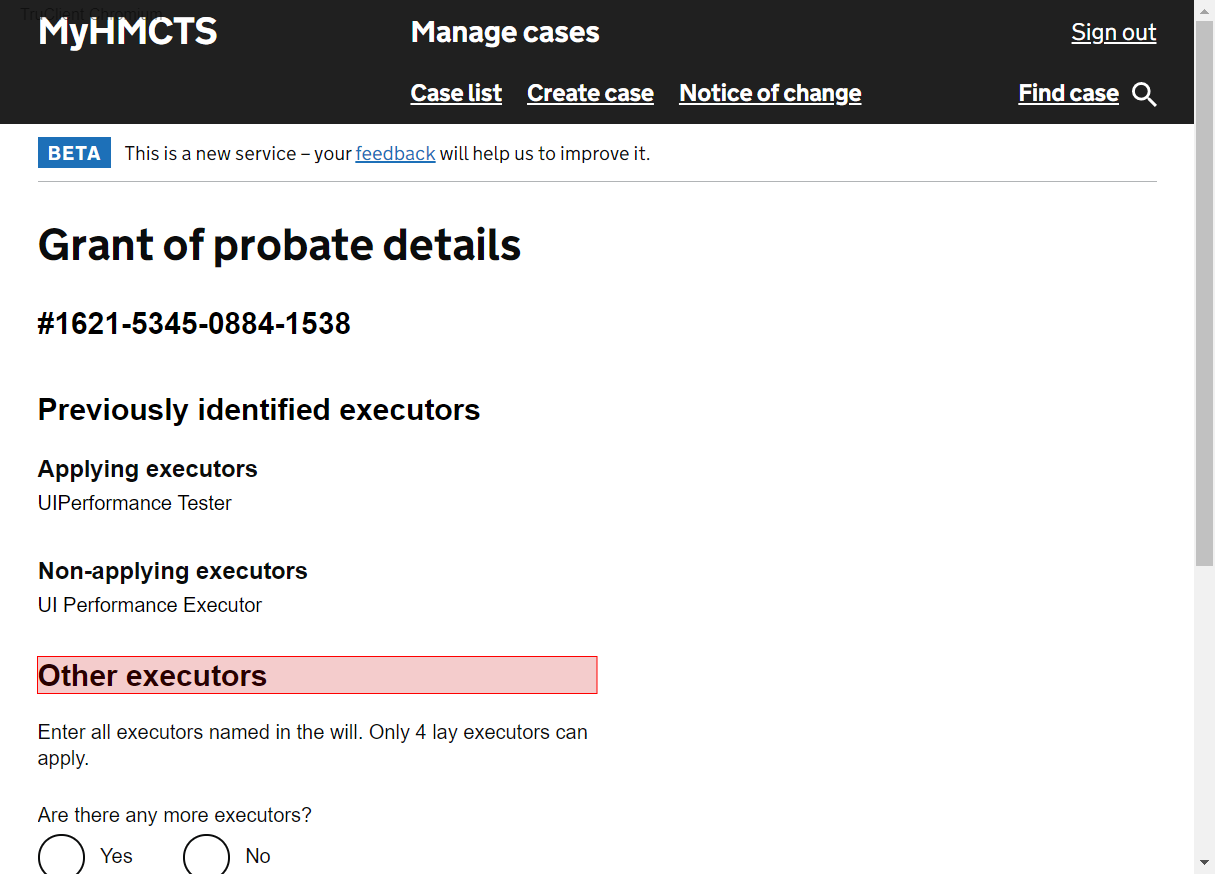 TruClient Chromium
MyHMCTS
Manage cases
Sign out
Case list
Create case
Notice of change
Find case
BETA
This is a new service – your feedback will help us to improve it.
Grant of probate details
#1621-5345-0884-1538
Previously identified executors
Applying executors
UIPerformance Tester
Non-applying executors
UI Performance Executor
Other executors
Enter all executors named in the will. Only 4 lay executors can
apply.
Are there any more executors?
Yes
No